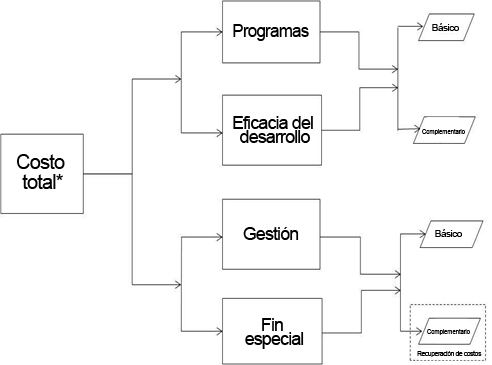 Programas
Básico
Eficacia del
desarrollo
Complementario
Costo
total*
Gestión
Básico
Fin
especial
Complementario
Recuperación de costos